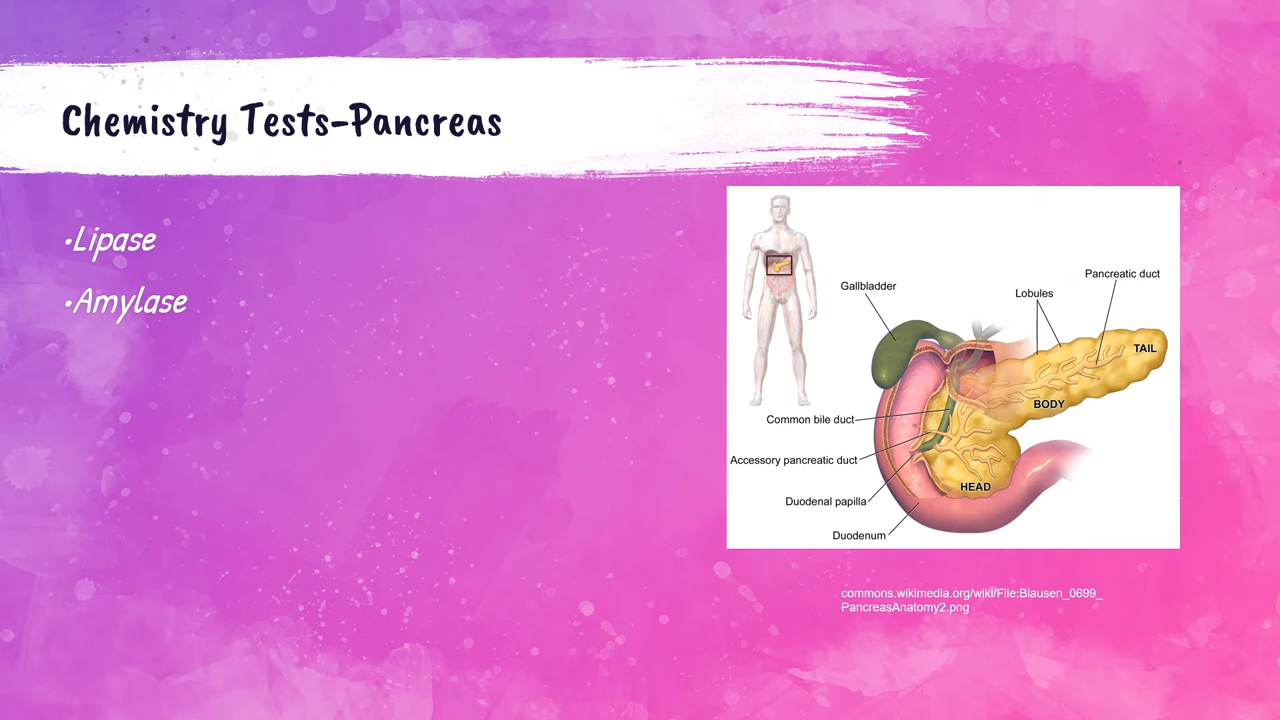 Chemistry Tests-Pancreas
•Lipase
•Amylase
Pancreatic duct
Gallbladder
Lobules
TAIL
BODY
Common bile duct
Accessory pancreatic duct
HEAD
Duodenal papilla
Duodenum
commons.wikimedia.org/wiki/File:Blausen_0699_
PancreasAnatomy2.png